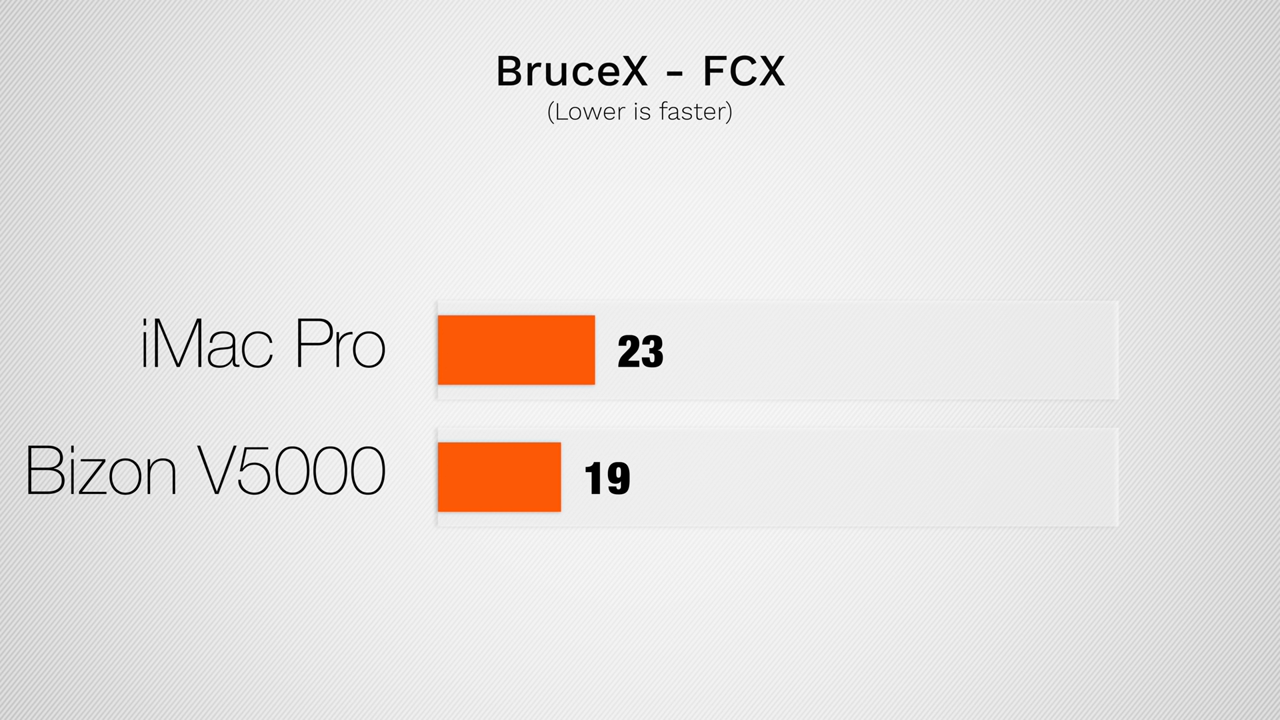 BruceX - FCX
(Lower is faster)
iMac Pro 23
Bizon V5000 19